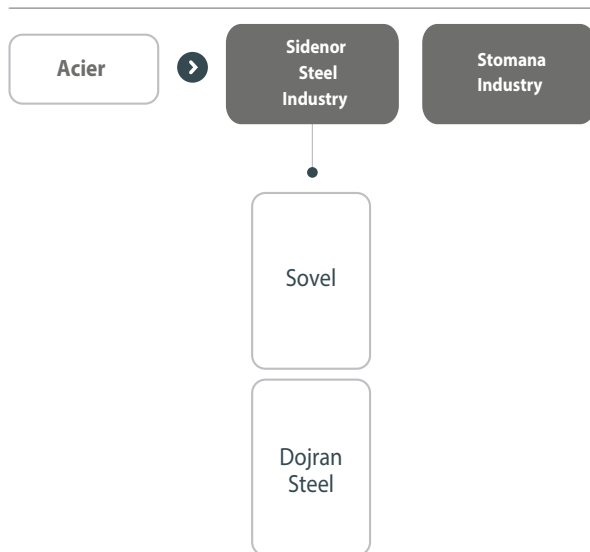 Acier
Sidenor
Steel
Industry
Stomana
Industry
Sovel
Dojran
Steel